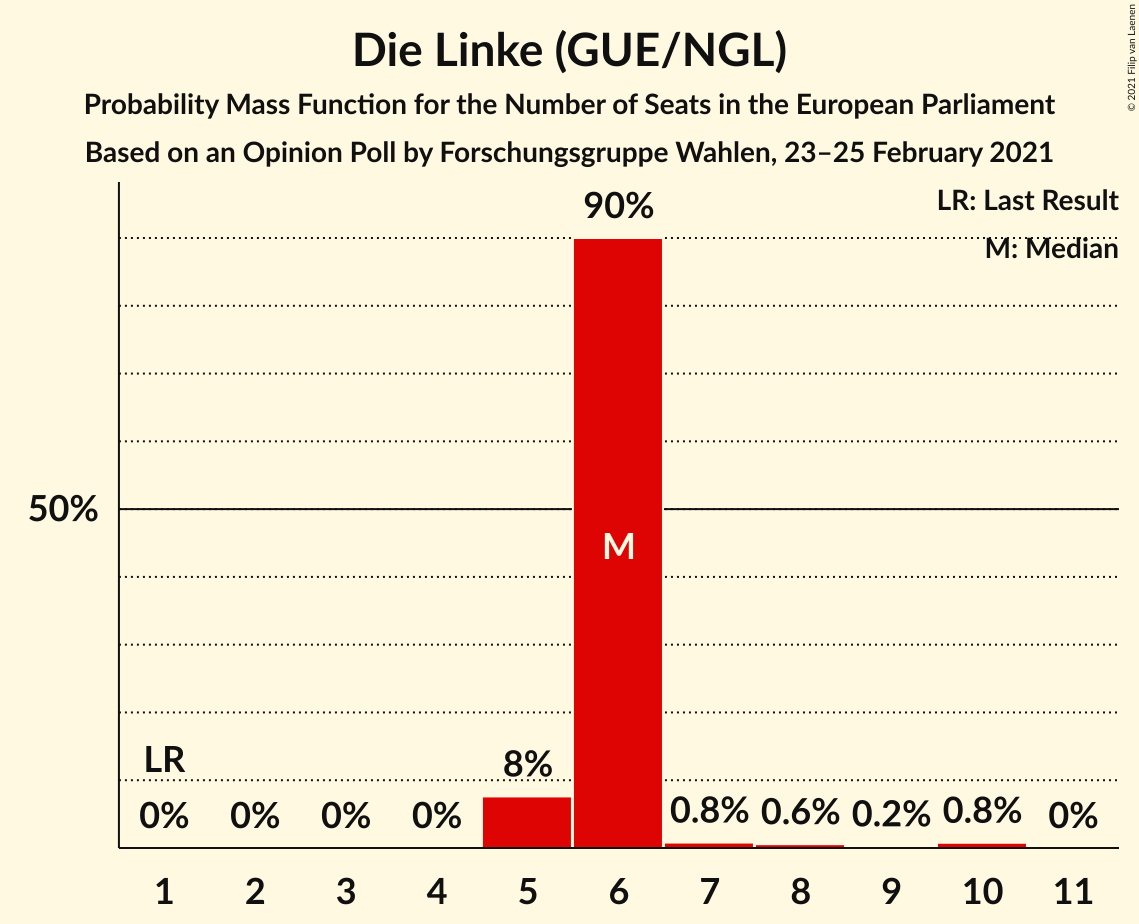 © 2021 Filip van Laenen
Die Linke (GUE/NGL)
Probability Mass Function for the Number of Seats in the European Parliament
Based on an Opinion Poll by Forschungsgruppe Wahlen, 23–25 February 2021
LR: Last Result
M: Median
90%
50%
M
LR
8%
0% 0% 0% 0% 0.8% 0.6% 0.2% 0.8% 0%
1 2 3 4 5 6 7 8 9 10 11